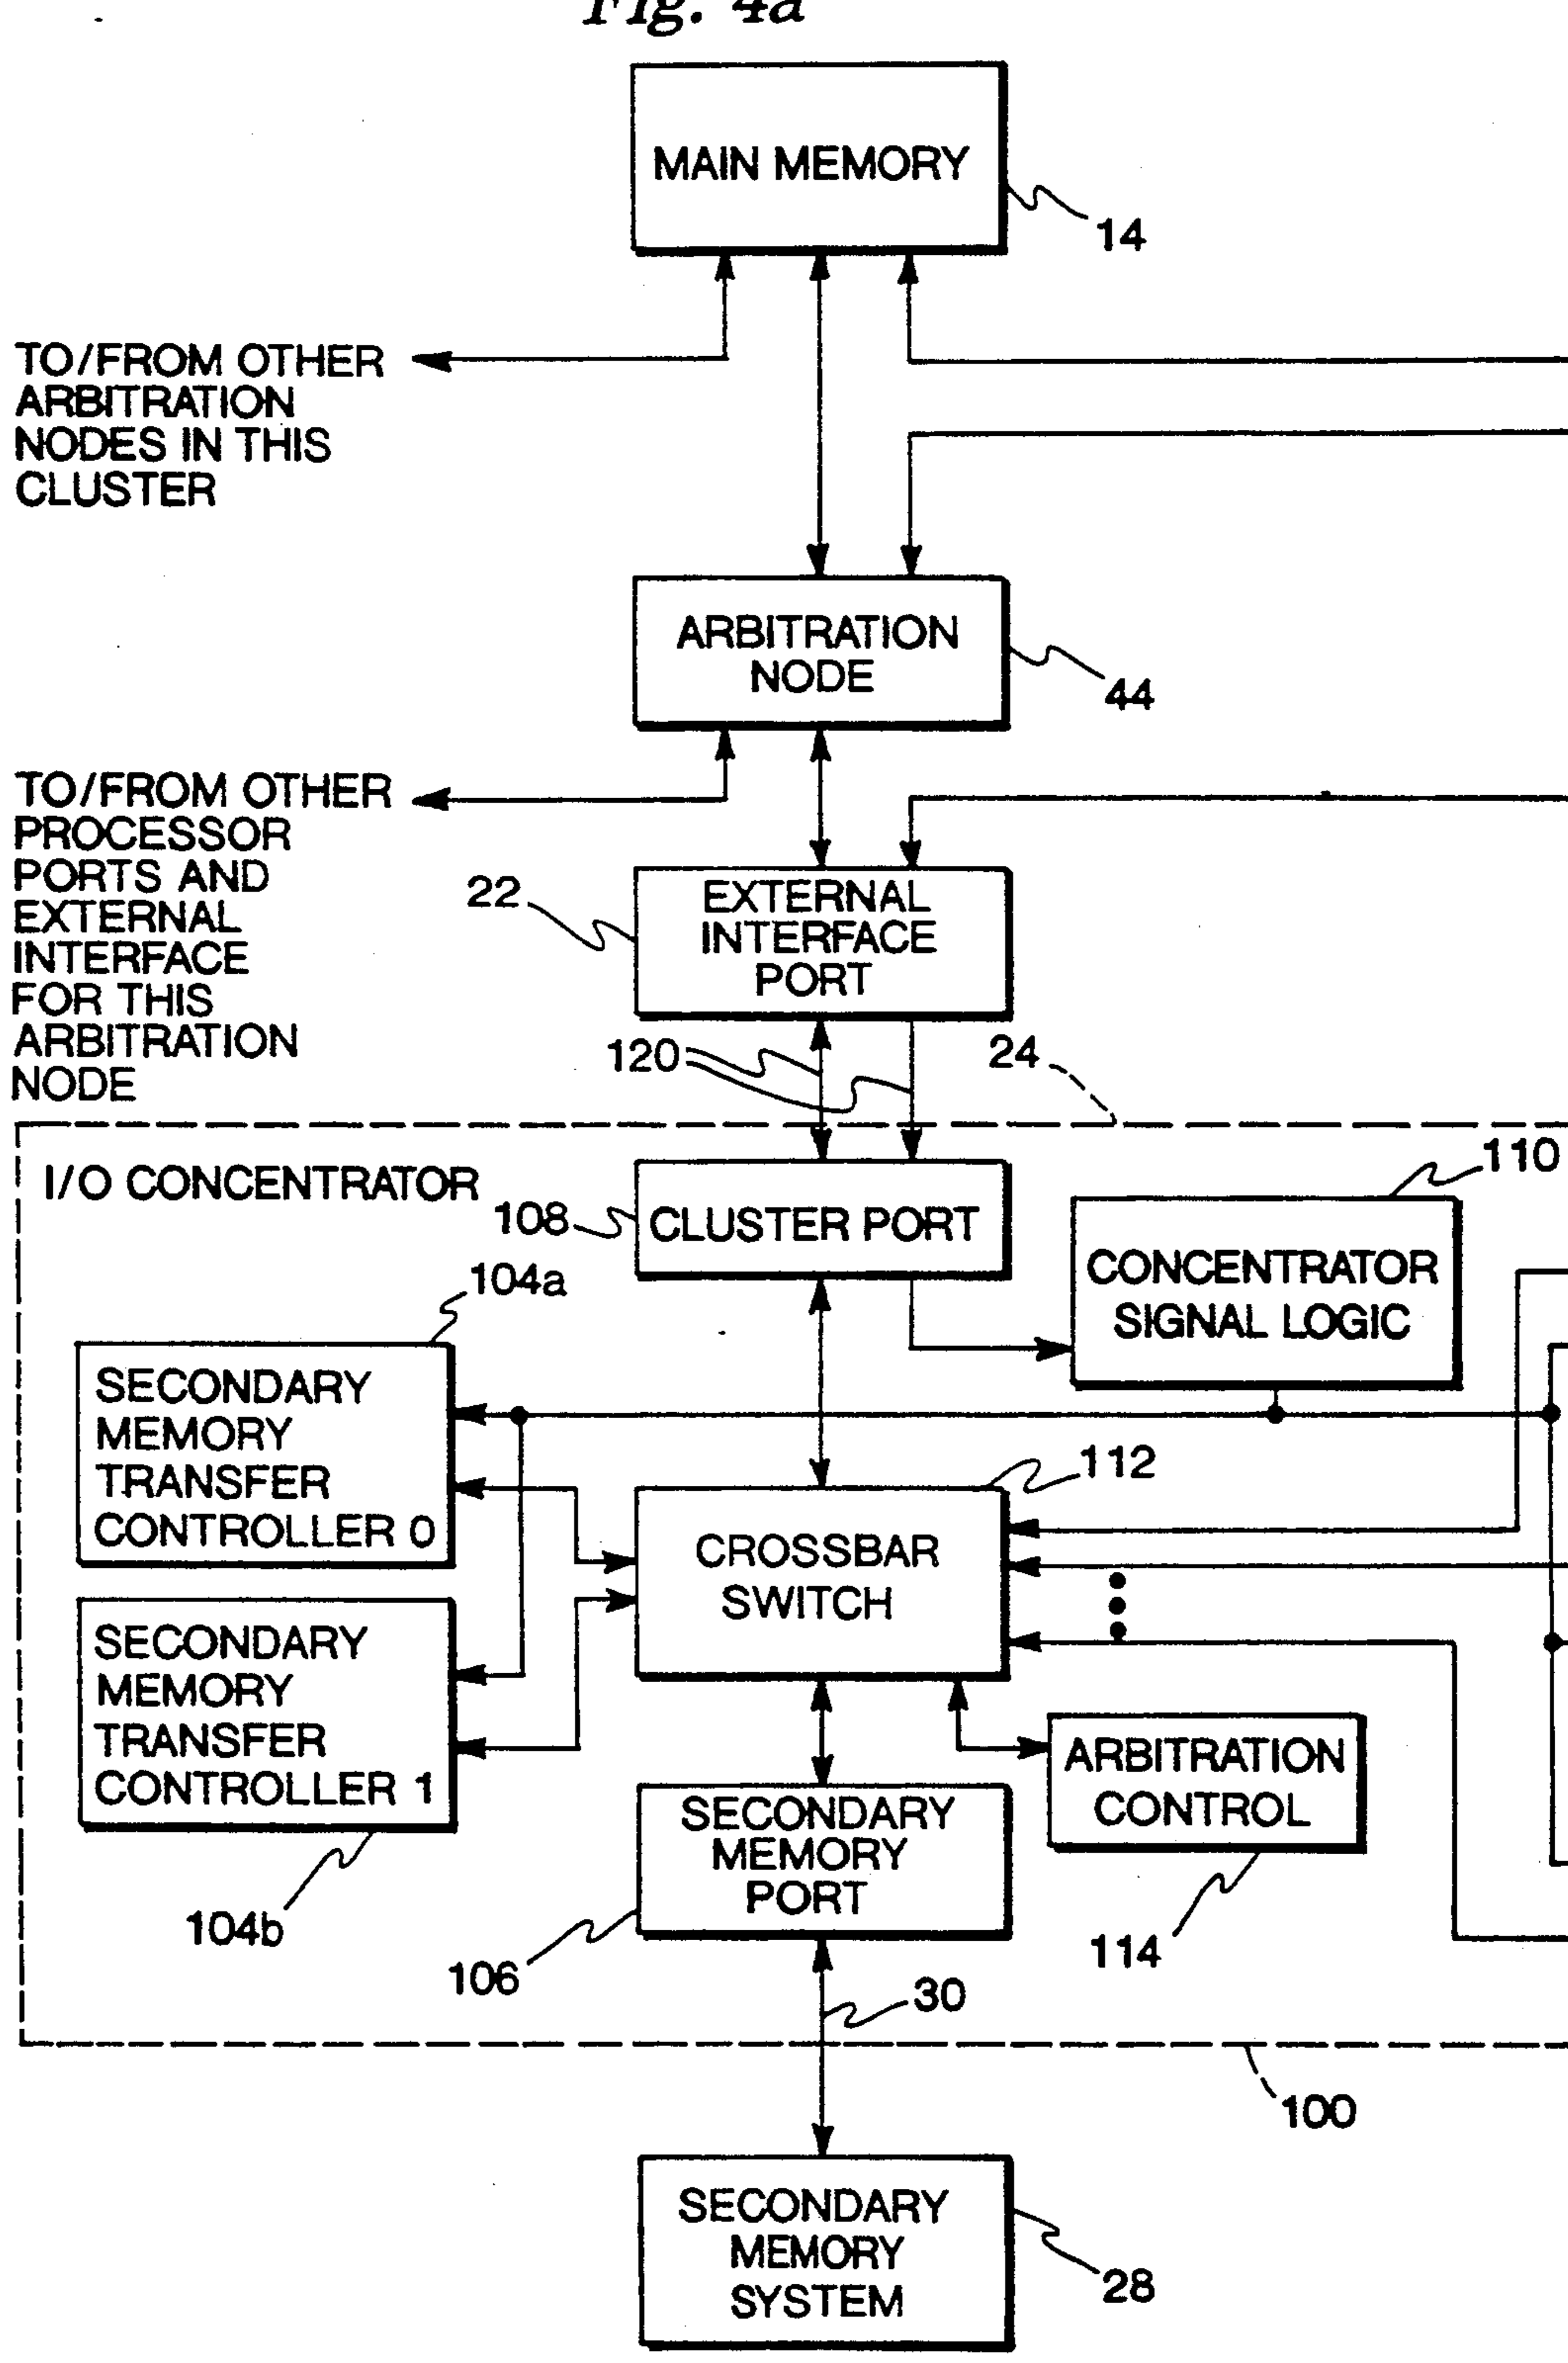 Fig. 4a
MAIN MEMORY
14
TO/FROM OTHER
ARBITRATION
NODES IN THIS
CLUSTER
ARBITRATION
NODE
44
TO/FROM OTHER
PROCESSOR
PORTS AND
EXTERNAL
INTERFACE
FOR THIS
ARBITRATION
NODE
22
EXTERNAL
INTERFACE
PORT
120
24
I/O CONCENTRATOR
108
CLUSTER PORT
110
CONCENTRATOR
SIGNAL LOGIC
104a
SECONDARY
MEMORY
TRANSFER
CONTROLLER 0
112
CROSSBAR
SWITCH
SECONDARY
MEMORY
TRANSFER
CONTROLLER 1
104b
ARBITRATION
CONTROL
114
SECONDARY
MEMORY
PORT
106
30
100
SECONDARY
MEMORY
SYSTEM
28